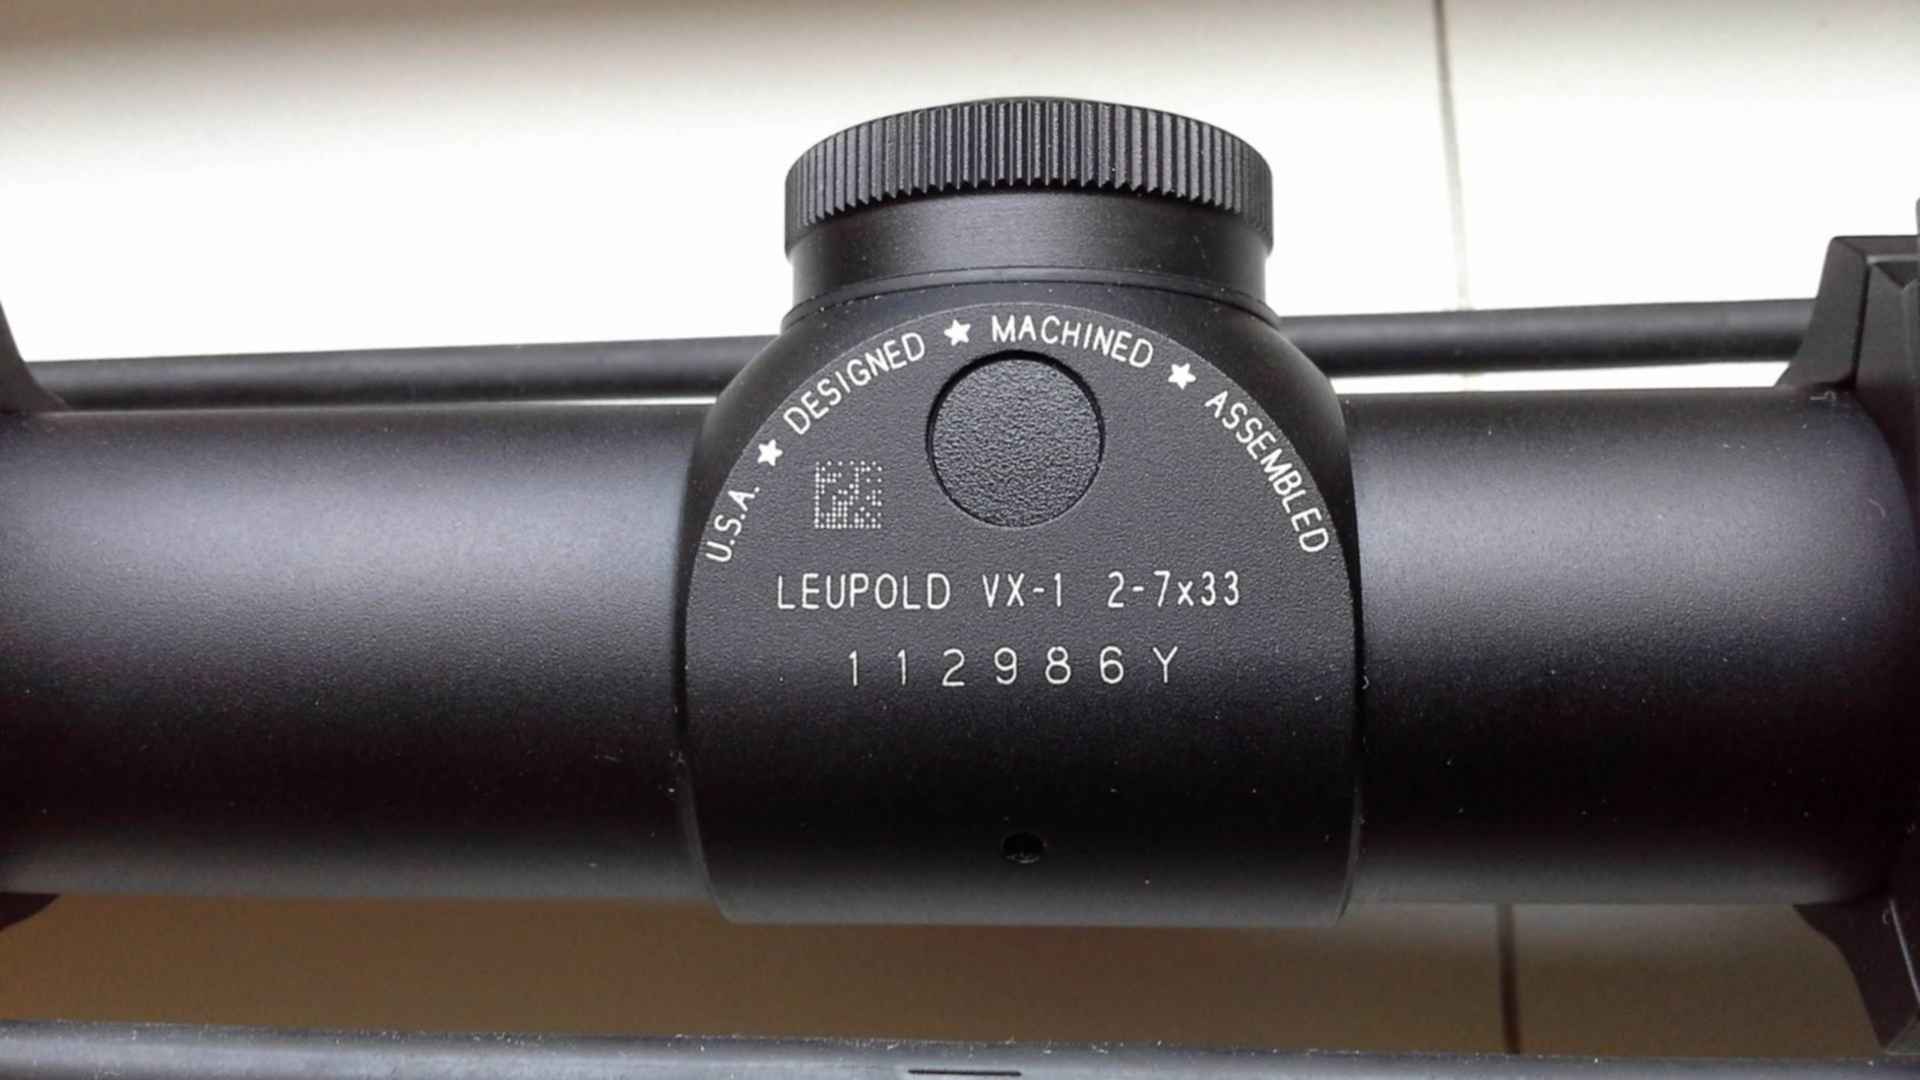 U.S.A. ★ DESIGNED ★ MACHINED ★ ASSEMBLED
LEUPOLD VX-1 2-7x33
112986Y